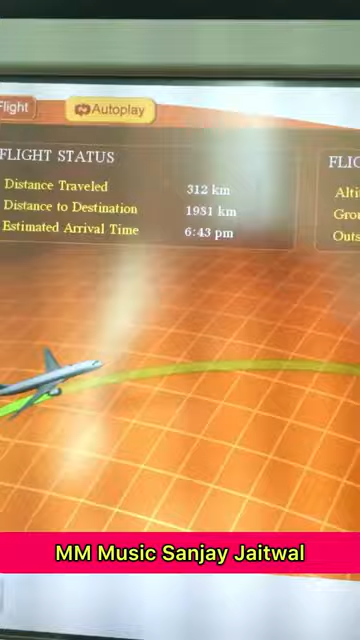 Flight
Autoplay
FLIGHT STATUS
Distance Traveled 312 km
Distance to Destination 1981 km
Estimated Arrival Time 6:43 pm
MM Music Sanjay Jaitwal